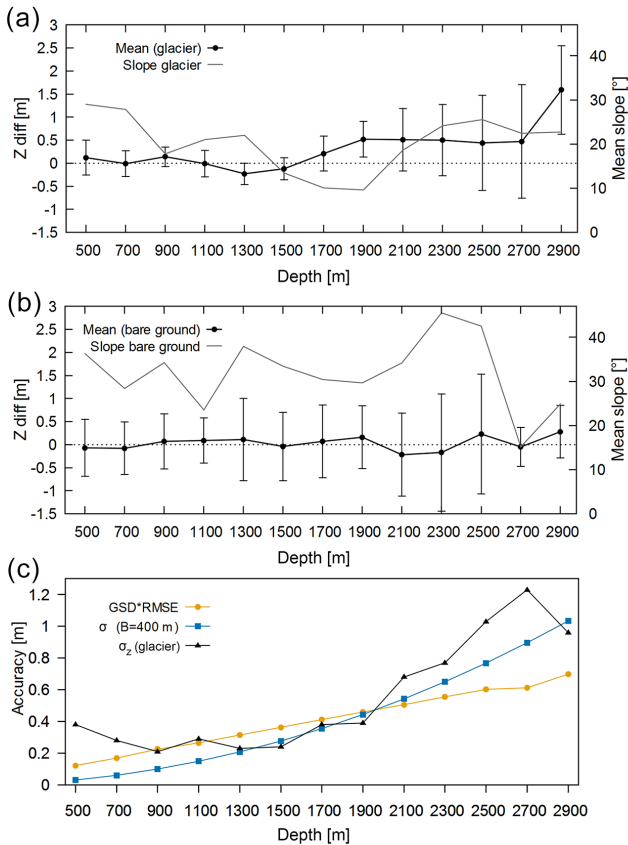 (a)
Mean (glacier)
Slope glacier
Z diff [m]
3
2.5
2
1.5
1
0.5
0
-0.5
-1
-1.5
40
30
20
10
0
Mean slope [°]
500 700 900 1100 1300 1500 1700 1900 2100 2300 2500 2700 2900
Depth [m]
(b)
Mean (bare ground)
Slope bare ground
Z diff [m]
3
2.5
2
1.5
1
0.5
0
-0.5
-1
-1.5
40
30
20
10
0
Mean slope [°]
500 700 900 1100 1300 1500 1700 1900 2100 2300 2500 2700 2900
Depth [m]
(c)
GSD*RMSE
σ (B=400 m)
σz (glacier)
Accuracy [m]
1.2
1
0.8
0.6
0.4
0.2
0
500 700 900 1100 1300 1500 1700 1900 2100 2300 2500 2700 2900
Depth [m]